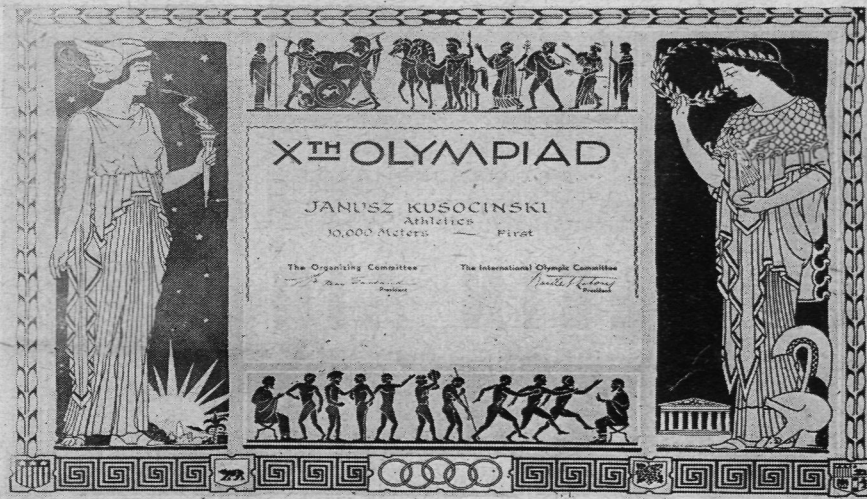 XTH OLYMPIAD
JANUSZ KUSOCINSKI
Athletics
10,000 Meters — First
The Organizing Committee The International Olympic Committee
President President